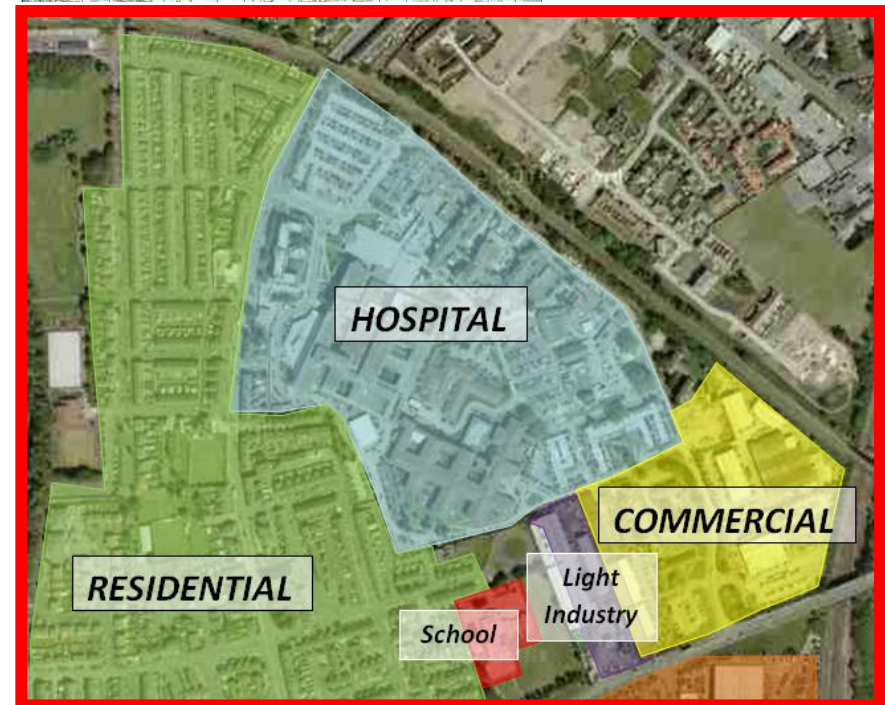 HOSPITAL
COMMERCIAL
RESIDENTIAL
Light
Industry
School